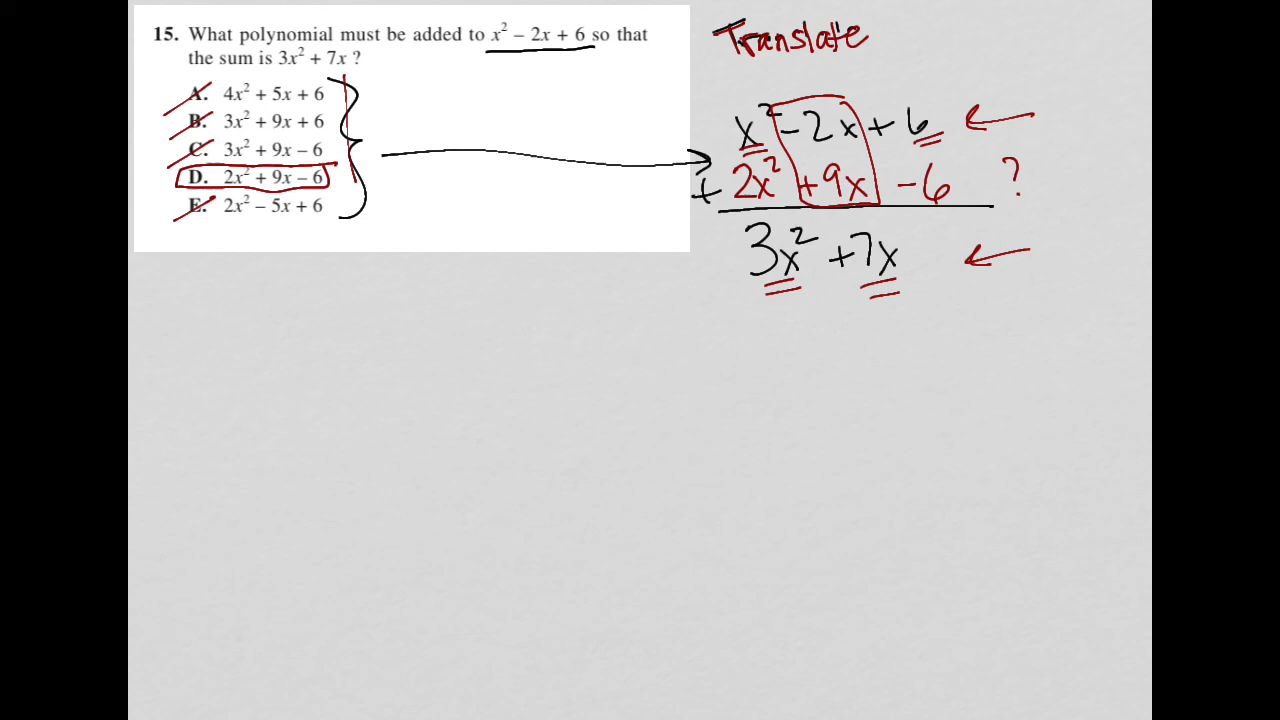 15. What polynomial must be added to x² − 2x + 6 so that
the sum is 3x² + 7x ?
A. 4x² + 5x + 6
B. 3x² + 9x + 6
C. 3x² + 9x − 6
D. 2x² + 9x − 6
E. 2x² − 5x + 6
Translate
x² − 2x + 6
+ 2x² + 9x − 6 ?
3x² + 7x